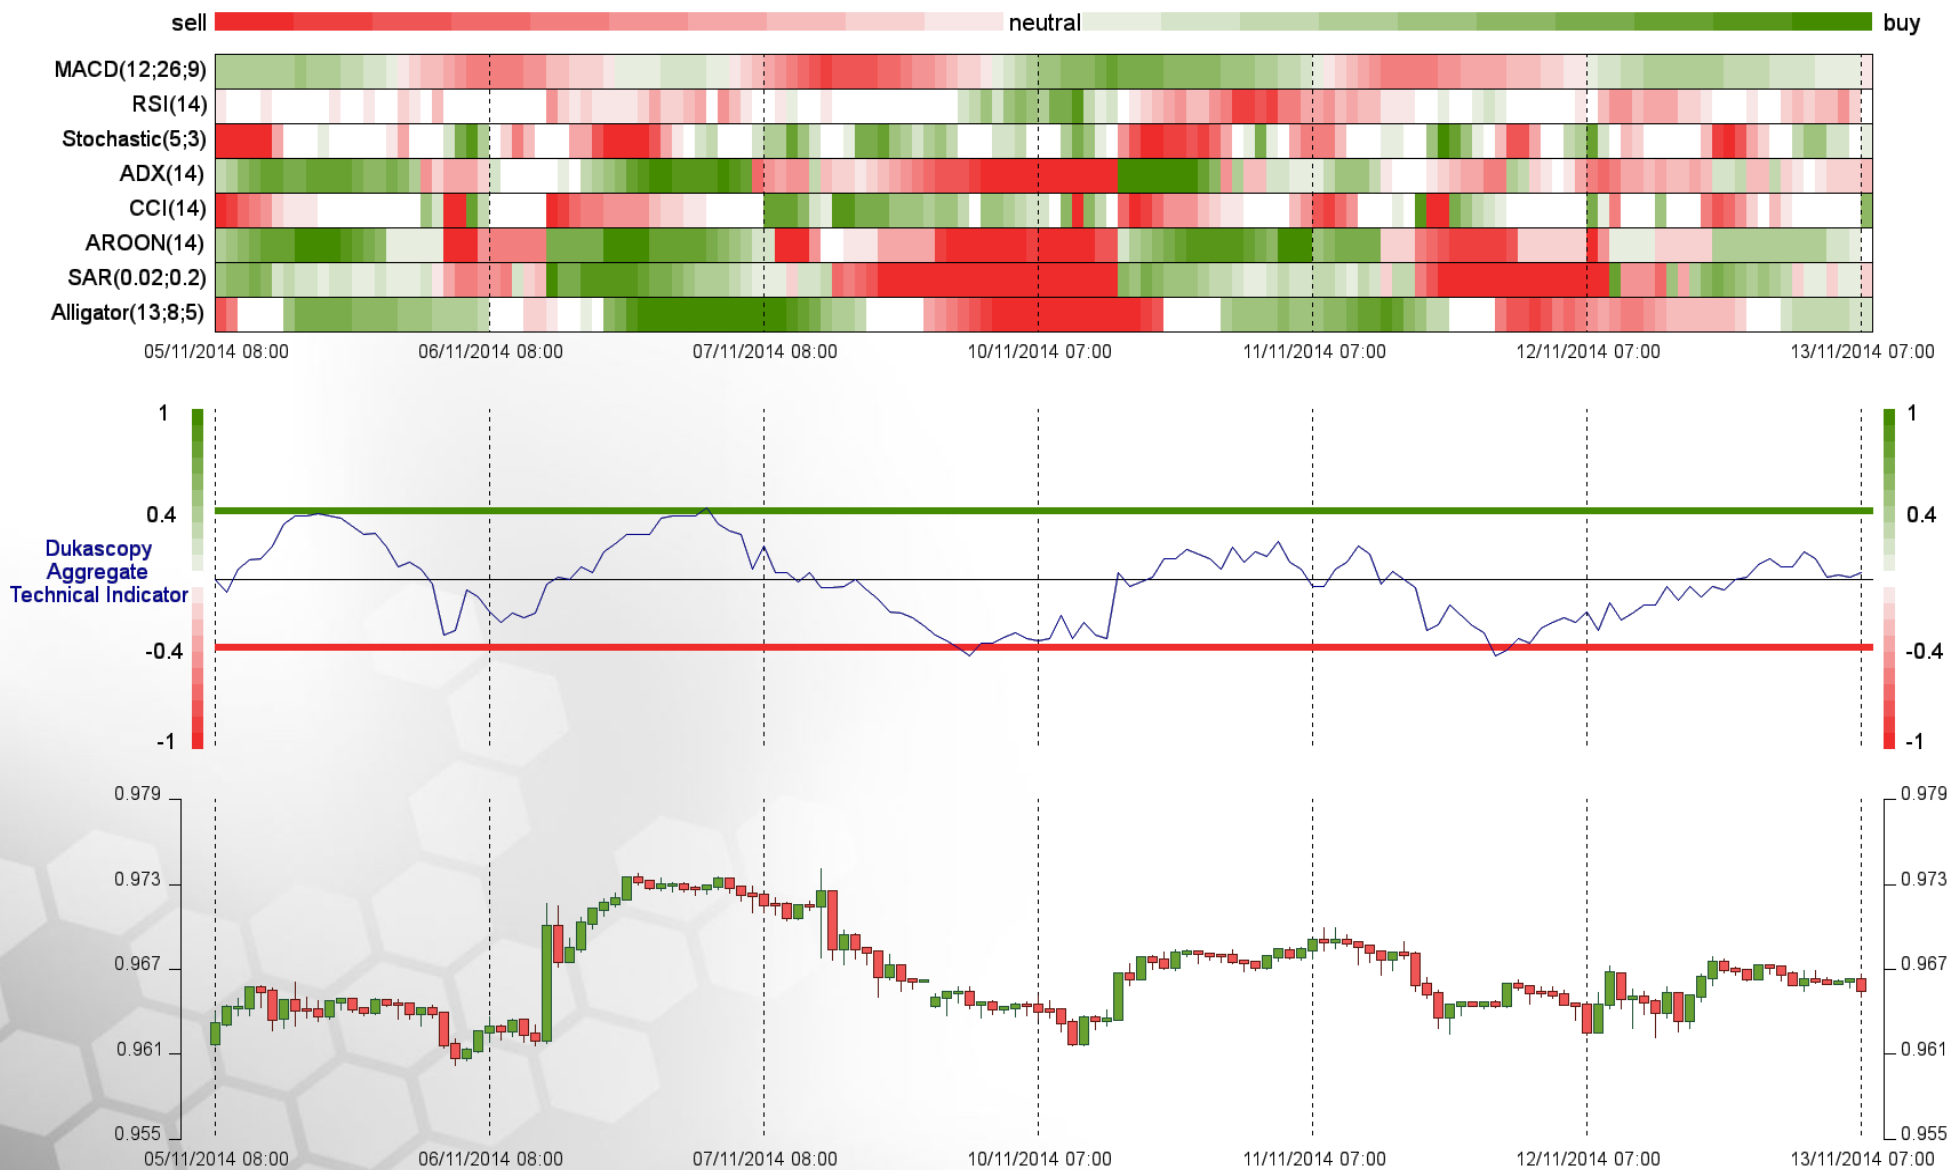 sell neutral buy
MACD(12;26;9)
RSI(14)
Stochastic(5;3)
ADX(14)
CCI(14)
AROON(14)
SAR(0.02;0.2)
Alligator(13;8;5)
05/11/2014 08:00 06/11/2014 08:00 07/11/2014 08:00 10/11/2014 07:00 11/11/2014 07:00 12/11/2014 07:00 13/11/2014 07:00
1 1
0.4 0.4
Dukascopy
Aggregate
Technical Indicator
-0.4 -0.4
-1 -1
0.979 0.979
0.973 0.973
0.967 0.967
0.961 0.961
0.955 0.955
05/11/2014 08:00 06/11/2014 08:00 07/11/2014 08:00 10/11/2014 07:00 11/11/2014 07:00 12/11/2014 07:00 13/11/2014 07:00